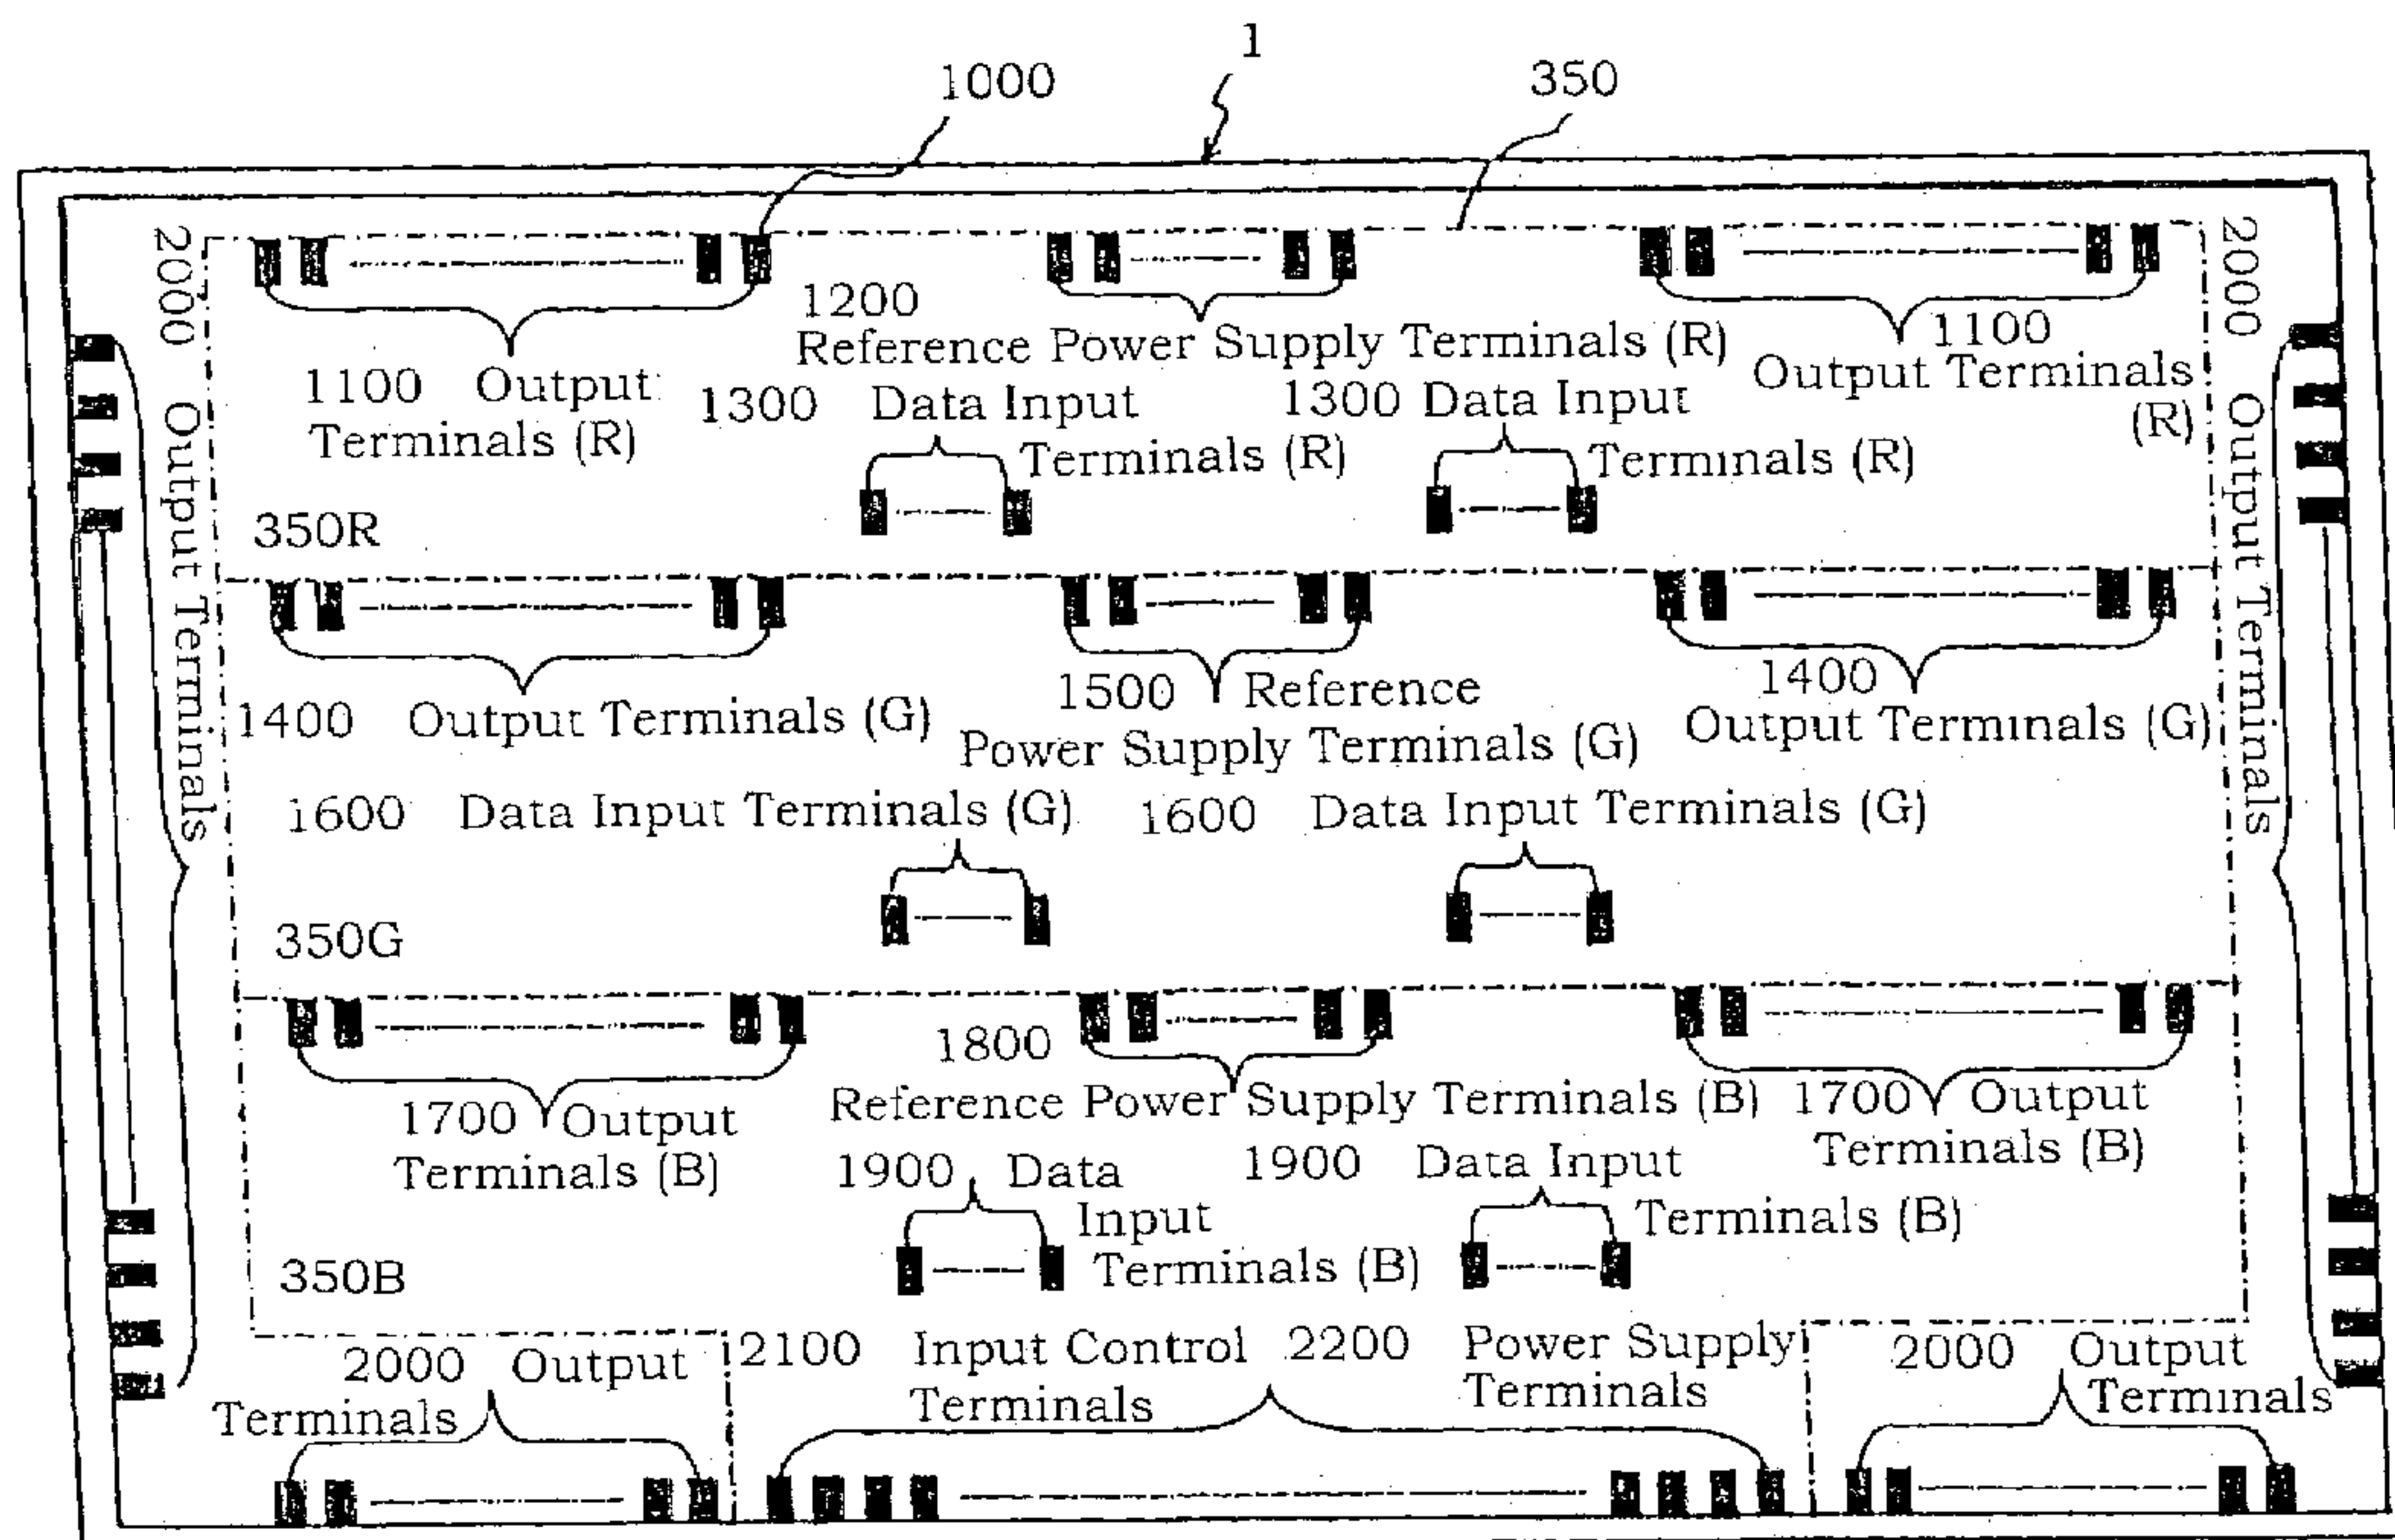 1
1000
350
2000 Output Terminals
2000 Output Terminals
1200
Reference Power Supply Terminals (R)
1100
Output Terminals
(R)
1100 Output
Terminals (R)
1300 Data Input
Terminals (R)
1300 Data Input
Terminals (R)
350R
1400 Output Terminals (G)
1500 Reference
Power Supply Terminals (G)
1400
Output Terminals (G)
1600 Data Input Terminals (G)
1600 Data Input Terminals (G)
350G
1800
Reference Power Supply Terminals (B)
1700 Output
Terminals (B)
1700 Output
Terminals (B)
1900 Data
Input
Terminals (B)
1900 Data Input
Terminals (B)
350B
2000 Output
Terminals
2100 Input Control
Terminals
2200 Power Supply
Terminals
2000 Output
Terminals